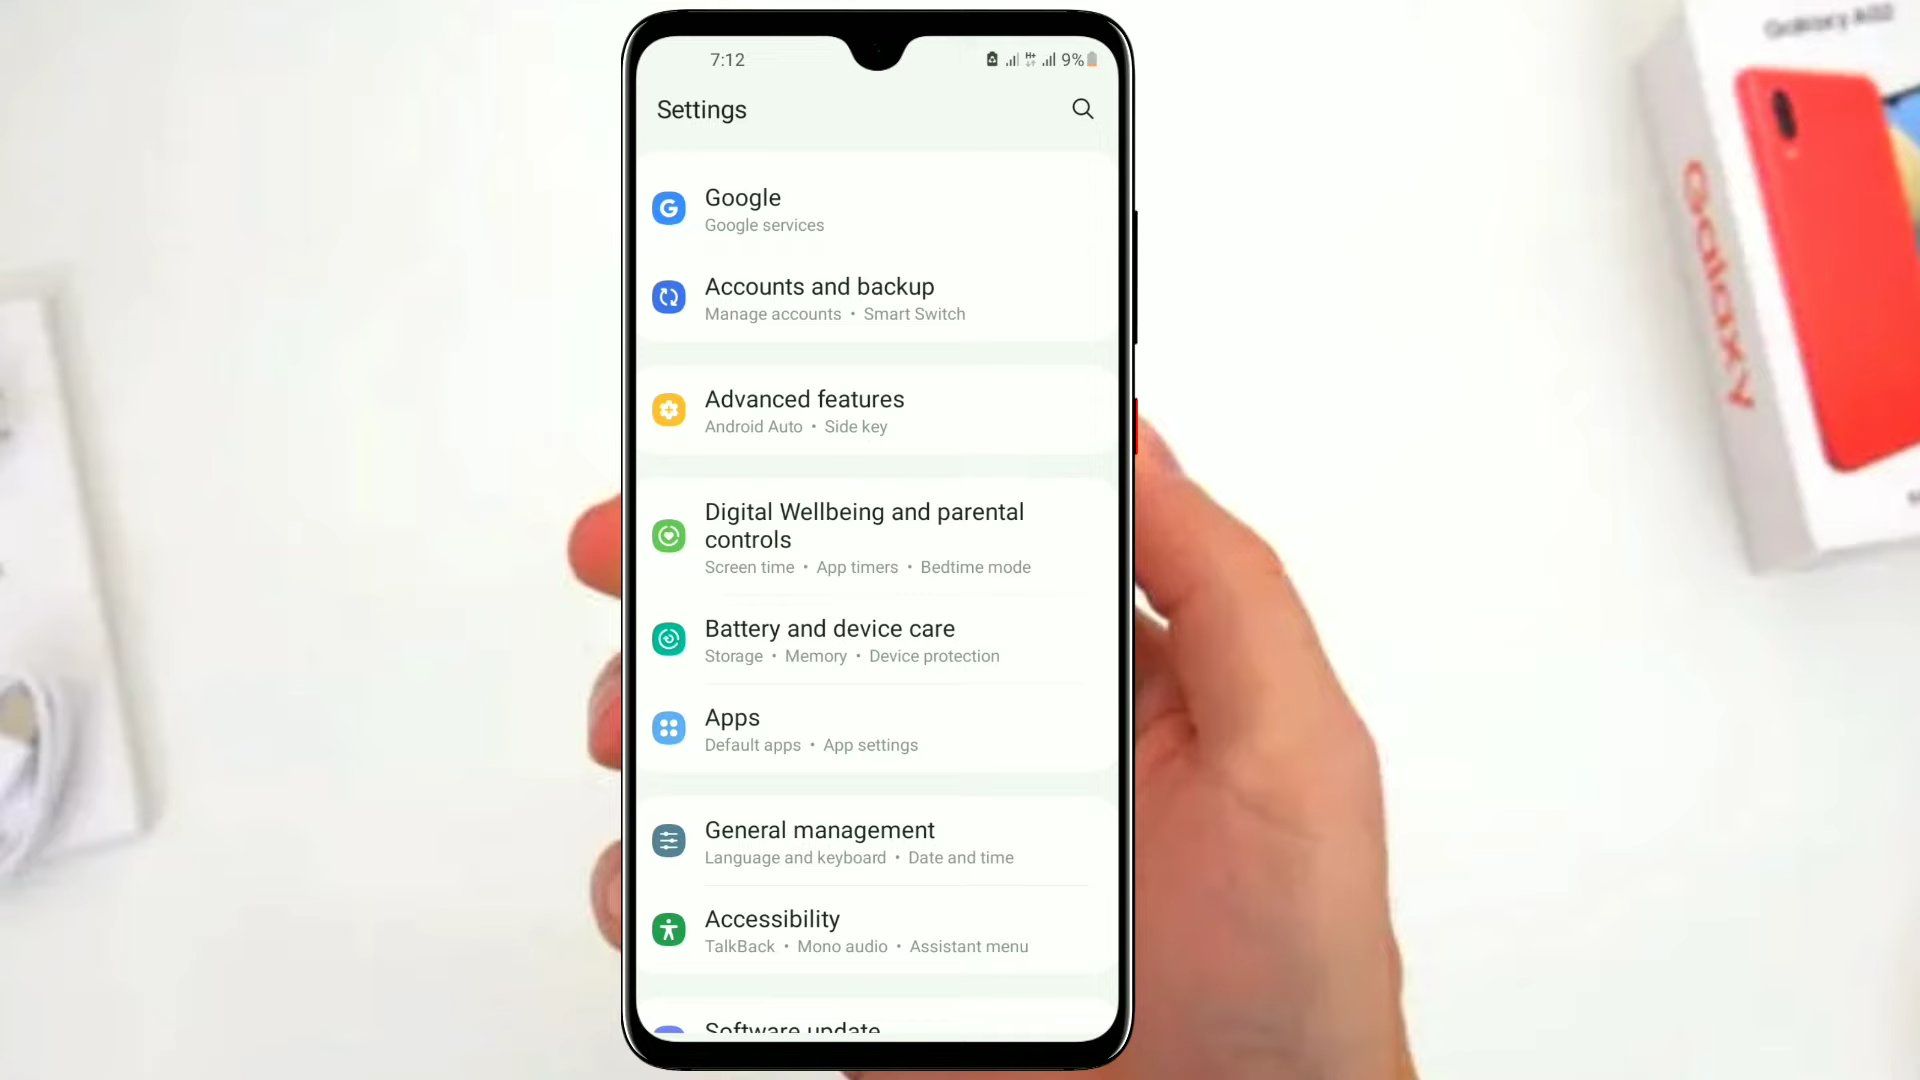 7:12
9%
Settings
Google
Google services
Accounts and backup
Manage accounts • Smart Switch
Advanced features
Android Auto • Side key
Digital Wellbeing and parental
controls
Screen time • App timers • Bedtime mode
Battery and device care
Storage • Memory • Device protection
Apps
Default apps • App settings
General management
Language and keyboard • Date and time
Accessibility
TalkBack • Mono audio • Assistant menu
Software update
Galaxy
Galaxy